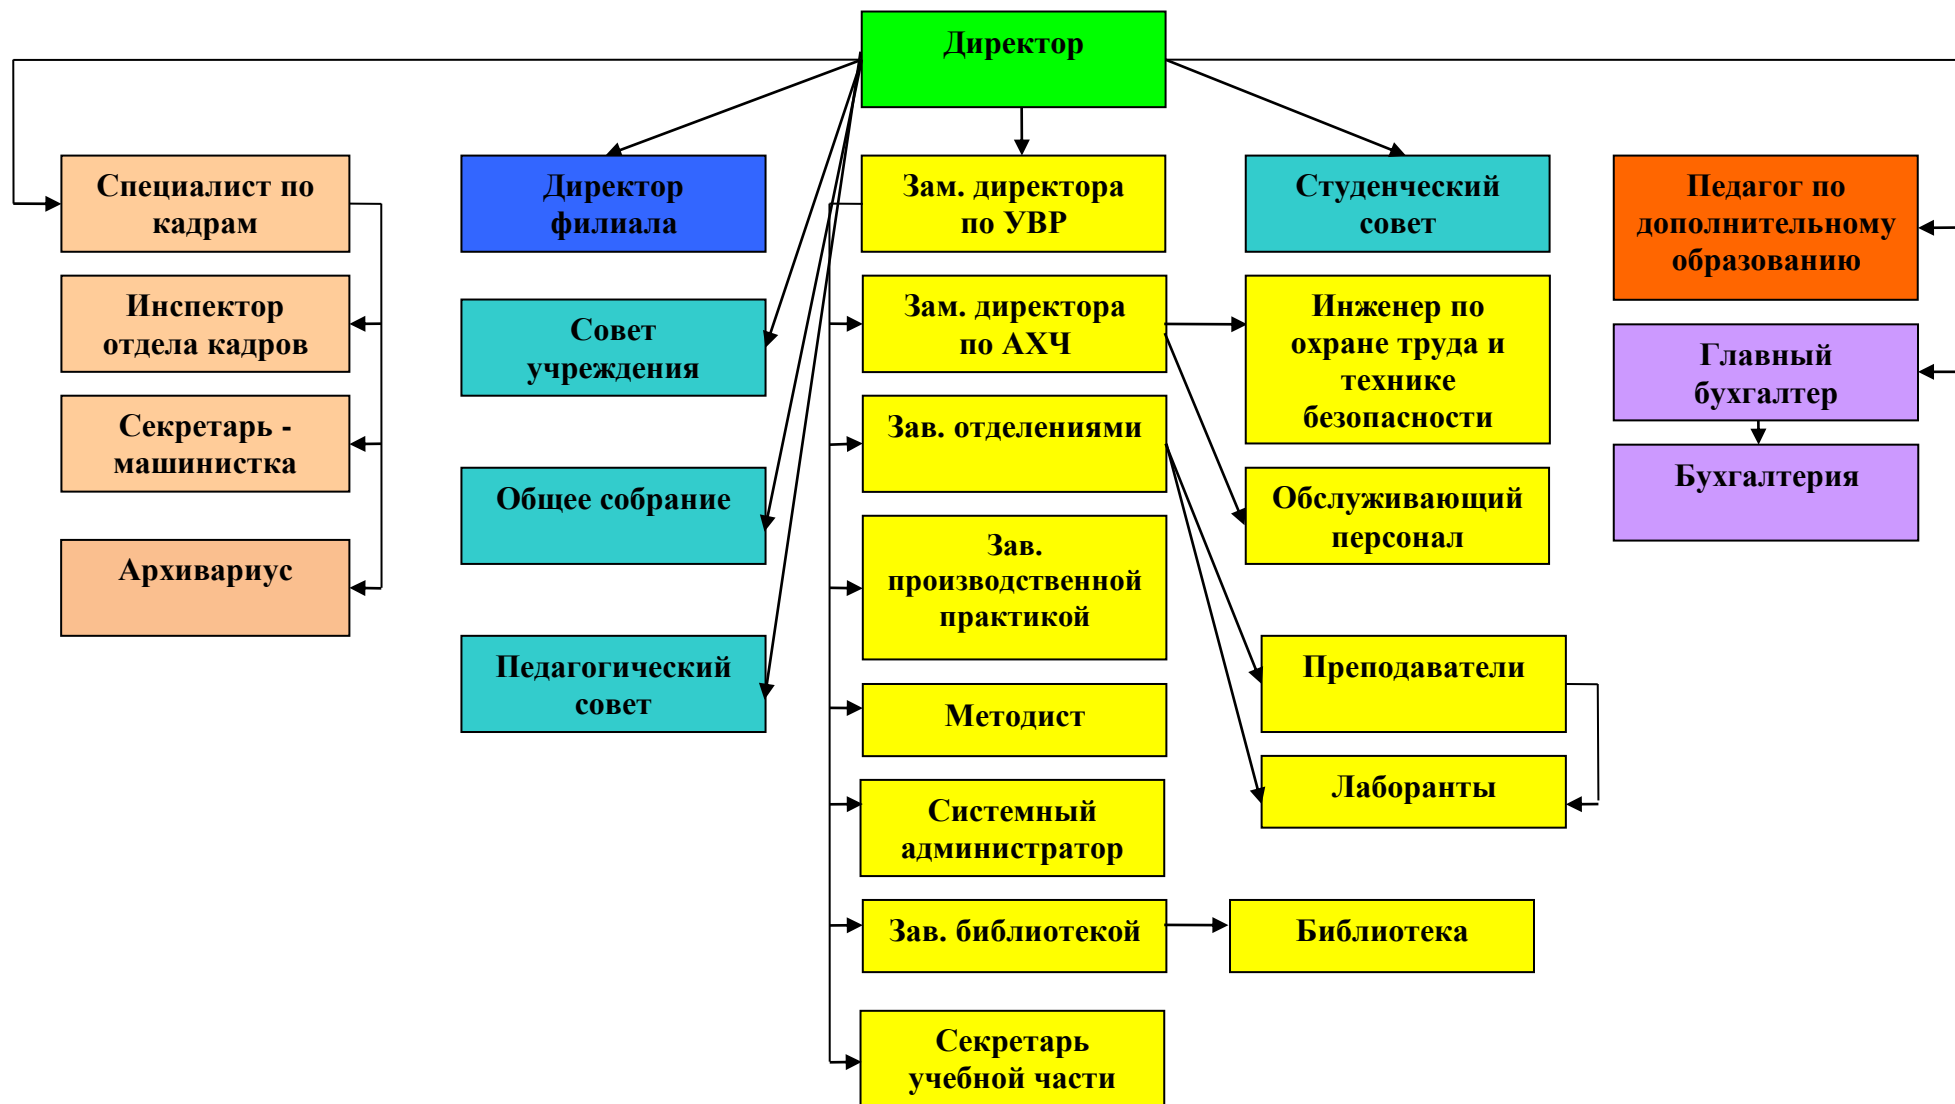 Директор
Специалист по
кадрам
Инспектор
отдела кадров
Секретарь -
машинистка
Архивариус
Директор
филиала
Совет
учреждения
Общее собрание
Педагогический
совет
Зам. директора
по УВР
Зам. директора
по АХЧ
Зав. отделениями
Зав.
производственной
практикой
Методист
Системный
администратор
Зав. библиотекой
Секретарь
учебной части
Студенческий
совет
Инженер по
охране труда и
технике
безопасности
Обслуживающий
персонал
Преподаватели
Лаборанты
Библиотека
Педагог по
дополнительному
образованию
Главный
бухгалтер
Бухгалтерия